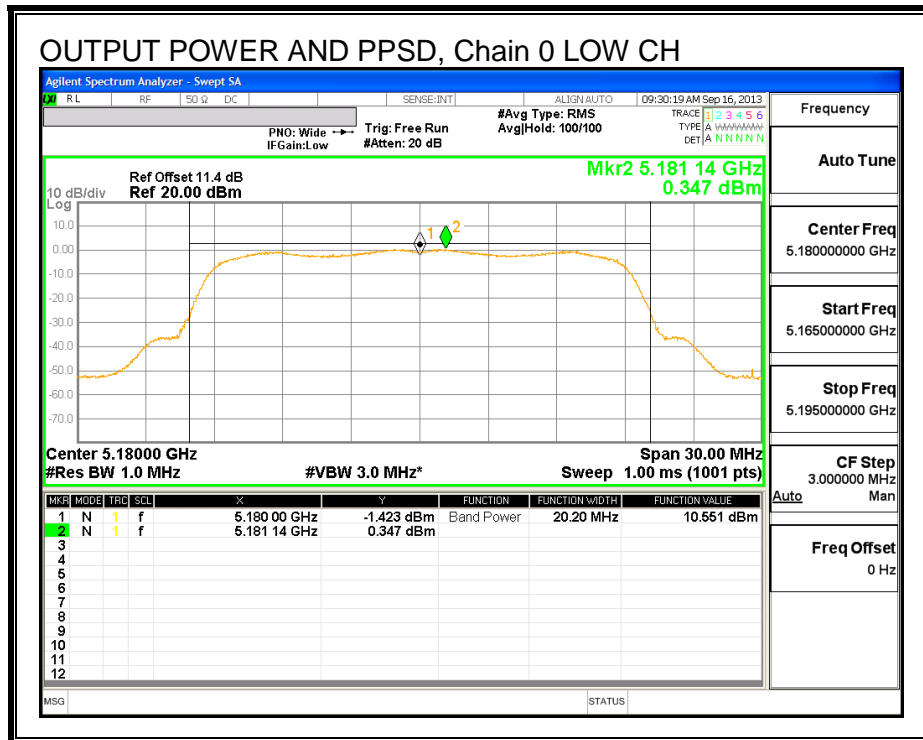 OUTPUT POWER AND PPSD, Chain 0 LOW CH
Agilent Spectrum Analyzer - Swept SA
LXI RL RF 50 Ω DC SENSE:INT ALIGN AUTO 09:30:19 AM Sep 16, 2013
PNO: Wide Trig: Free Run #Avg Type: RMS TRACE 1 2 3 4 5 6
IFGain:Low #Atten: 20 dB Avg|Hold: 100/100 TYPE A WWWWW
DET A N N N N N
Mkr2 5.181 14 GHz
0.347 dBm
Ref Offset 11.4 dB
10 dB/div Ref 20.00 dBm
Log
10.0
0.00
-10.0
-20.0
-30.0
-40.0
-50.0
-60.0
-70.0
1 2
Center 5.18000 GHz Span 30.00 MHz
#Res BW 1.0 MHz #VBW 3.0 MHz* Sweep 1.00 ms (1001 pts)
MKR MODE TRC SCL X Y FUNCTION FUNCTION WIDTH FUNCTION VALUE
1 N 1 f 5.180 00 GHz -1.423 dBm Band Power 20.20 MHz 10.551 dBm
2 N 1 f 5.181 14 GHz 0.347 dBm
3
4
5
6
7
8
9
10
11
12
MSG STATUS
Frequency
Auto Tune
Center Freq
5.180000000 GHz
Start Freq
5.165000000 GHz
Stop Freq
5.195000000 GHz
CF Step
3.000000 MHz
Auto Man
Freq Offset
0 Hz